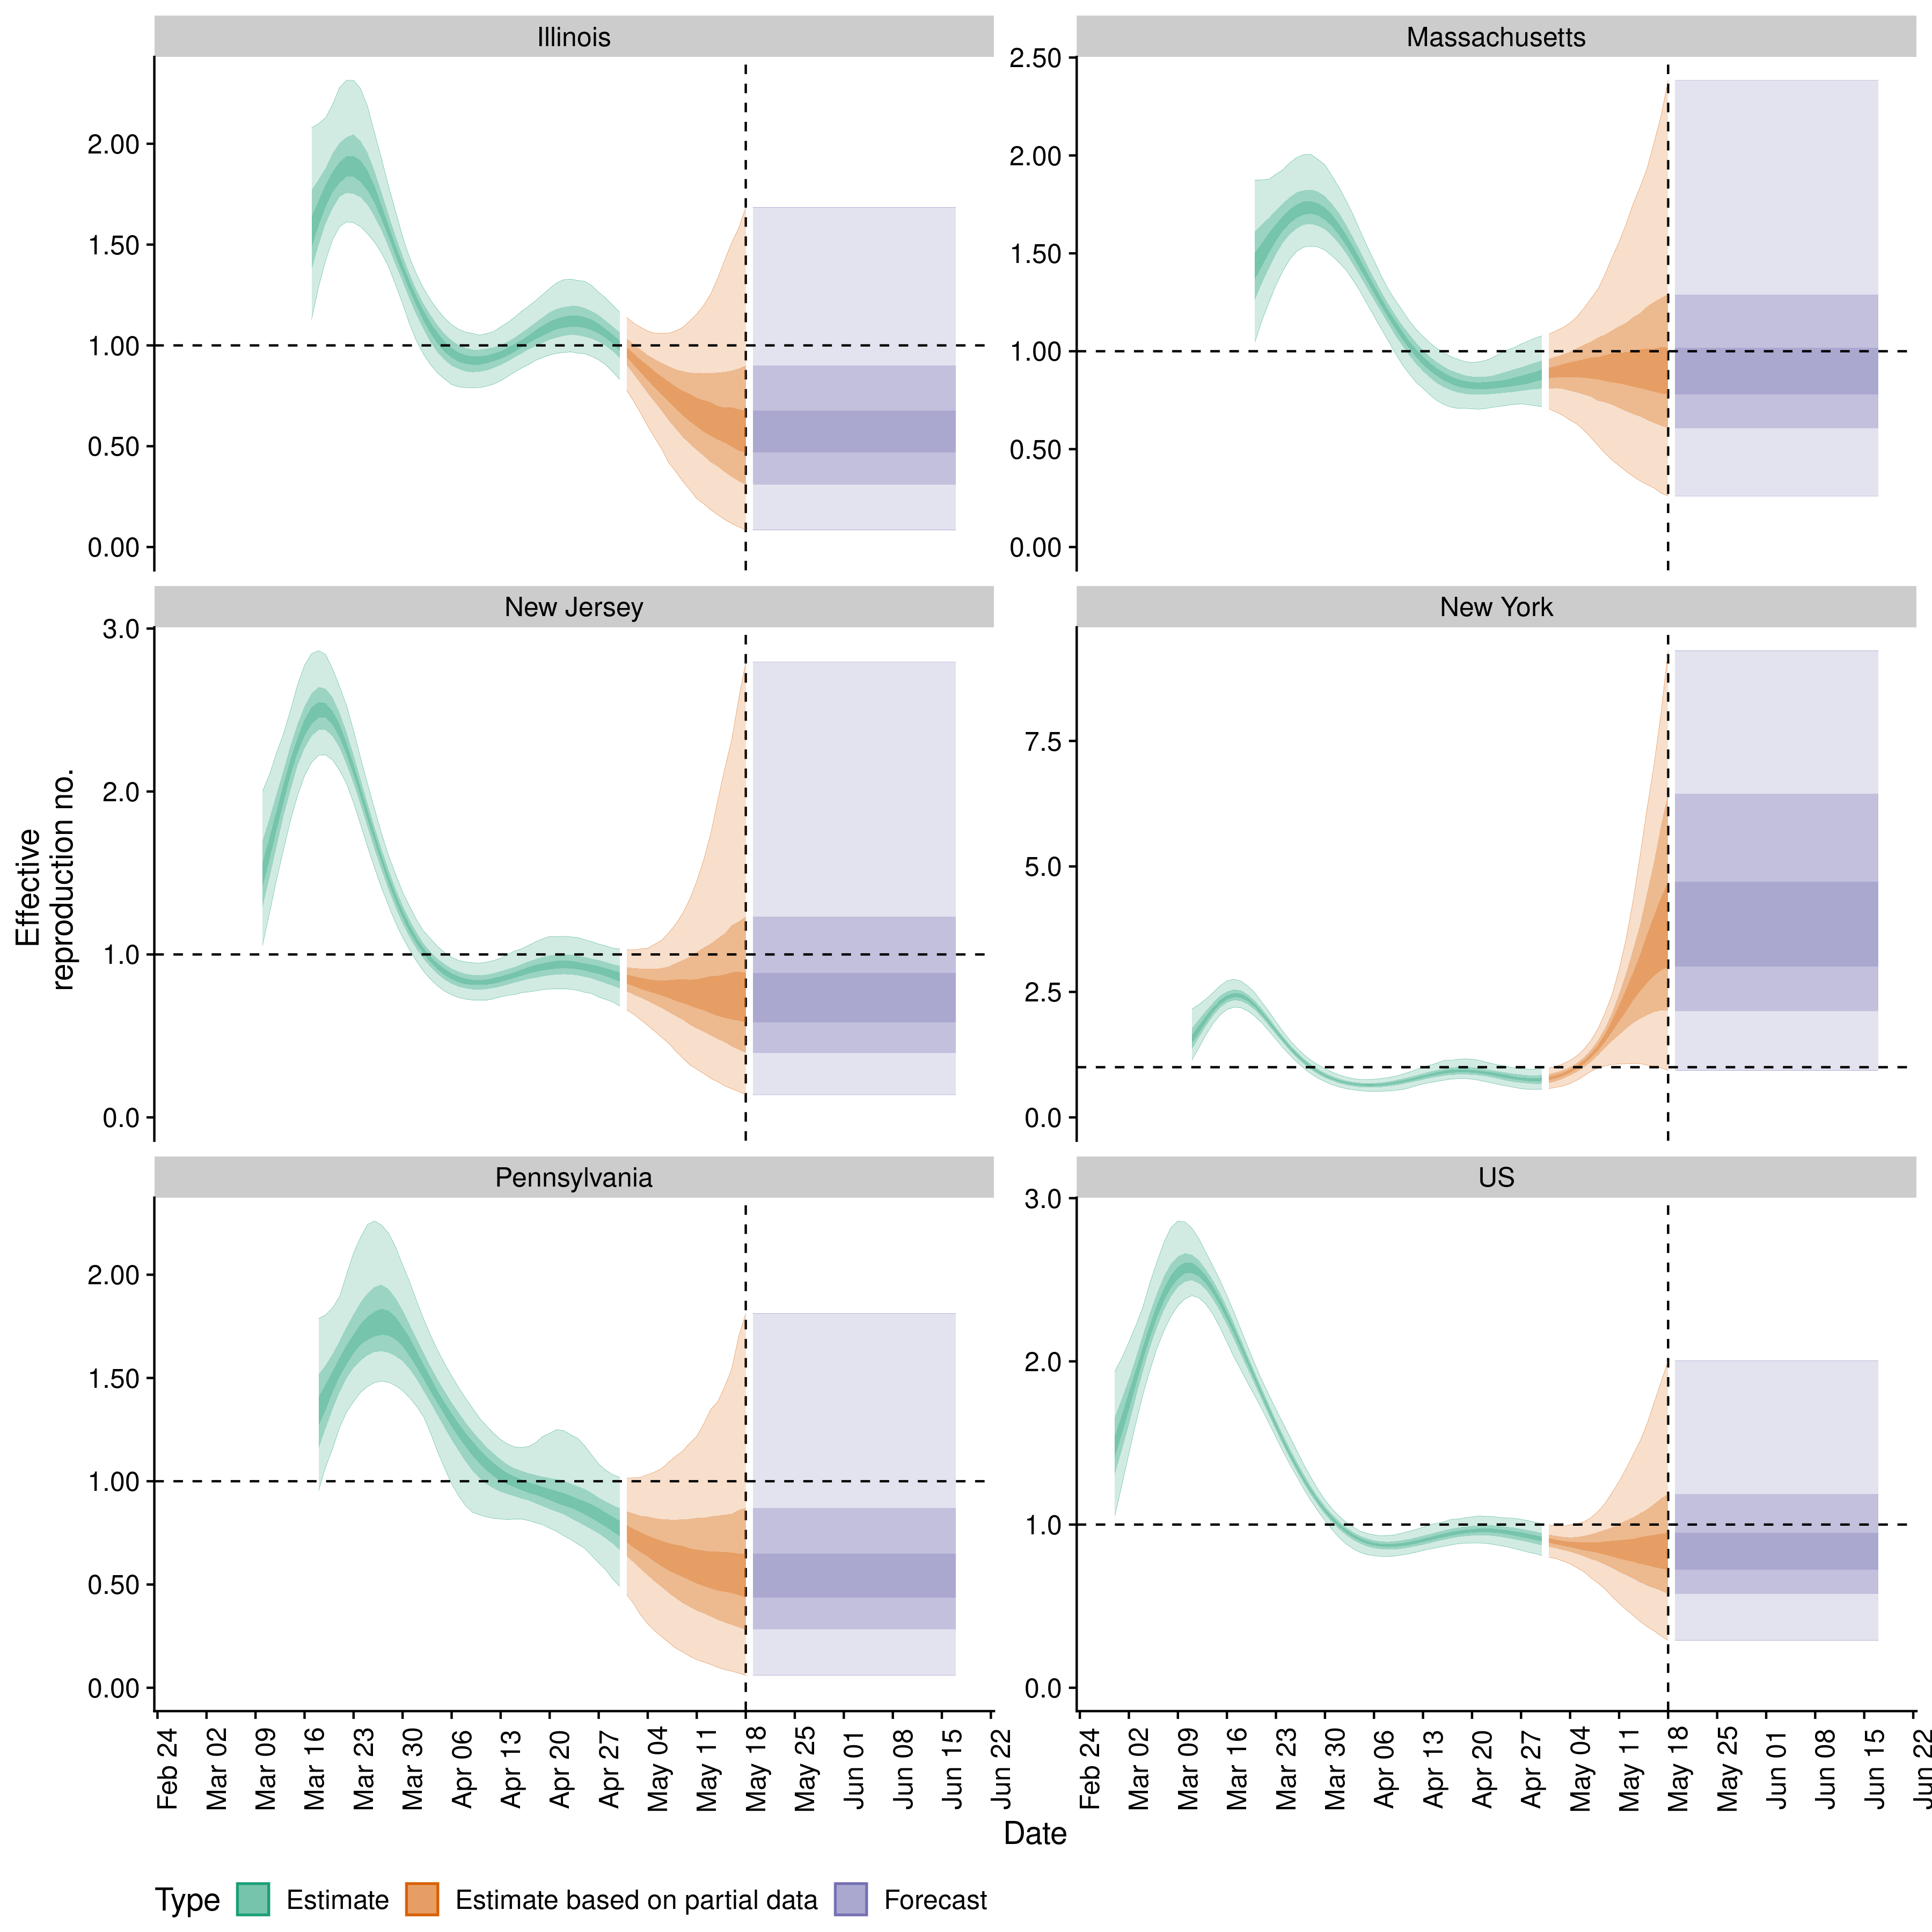 Illinois
Massachusetts
2.00
1.50
1.00
0.50
0.00
2.50
2.00
1.50
1.00
0.50
0.00
New Jersey
New York
3.0
2.0
1.0
0.0
7.5
5.0
2.5
0.0
Effective
reproduction no.
Pennsylvania
US
2.00
1.50
1.00
0.50
0.00
3.0
2.0
1.0
0.0
Feb 24
Mar 02
Mar 09
Mar 16
Mar 23
Mar 30
Apr 06
Apr 13
Apr 20
Apr 27
May 04
May 11
May 18
May 25
Jun 01
Jun 08
Jun 15
Jun 22
Feb 24
Mar 02
Mar 09
Mar 16
Mar 23
Mar 30
Apr 06
Apr 13
Apr 20
Apr 27
May 04
May 11
May 18
May 25
Jun 01
Jun 08
Jun 15
Jun 22
Date
Type Estimate Estimate based on partial data Forecast